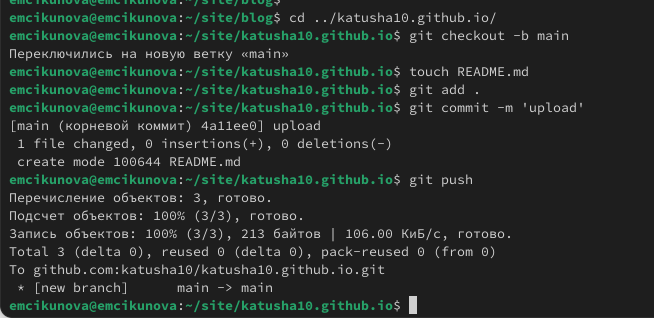 emcikunova@emcikunova:~/site/blog$
emcikunova@emcikunova:~/site/blog$ cd ../katusha10.github.io/
emcikunova@emcikunova:~/site/katusha10.github.io$ git checkout -b main
Переключились на новую ветку «main»
emcikunova@emcikunova:~/site/katusha10.github.io$ touch README.md
emcikunova@emcikunova:~/site/katusha10.github.io$ git add .
emcikunova@emcikunova:~/site/katusha10.github.io$ git commit -m 'upload'
[main (корневой коммит) 4a11ee0] upload
 1 file changed, 0 insertions(+), 0 deletions(-)
 create mode 100644 README.md
emcikunova@emcikunova:~/site/katusha10.github.io$ git push
Перечисление объектов: 3, готово.
Подсчет объектов: 100% (3/3), готово.
Запись объектов: 100% (3/3), 213 байтов | 106.00 КиБ/с, готово.
Total 3 (delta 0), reused 0 (delta 0), pack-reused 0 (from 0)
To github.com:katusha10/katusha10.github.io.git
 * [new branch]      main -> main
emcikunova@emcikunova:~/site/katusha10.github.io$